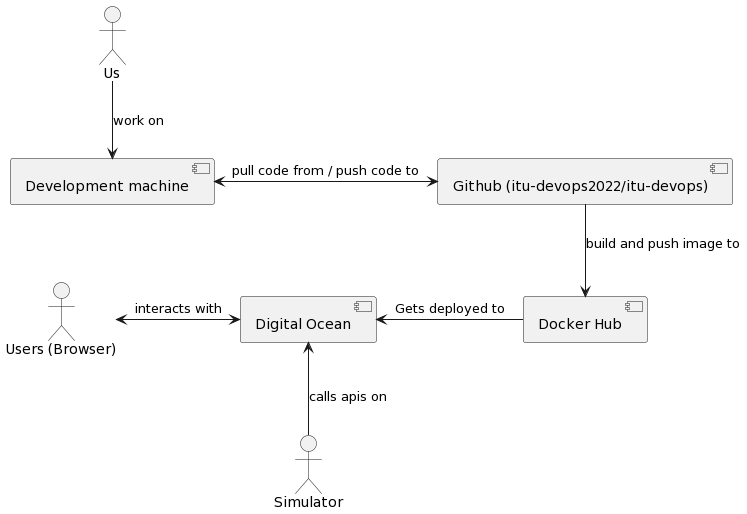 Us
work on
Development machine
pull code from / push code to
Github (itu-devops2022/itu-devops)
build and push image to
Users (Browser)
interacts with
Digital Ocean
Gets deployed to
Docker Hub
calls apis on
Simulator